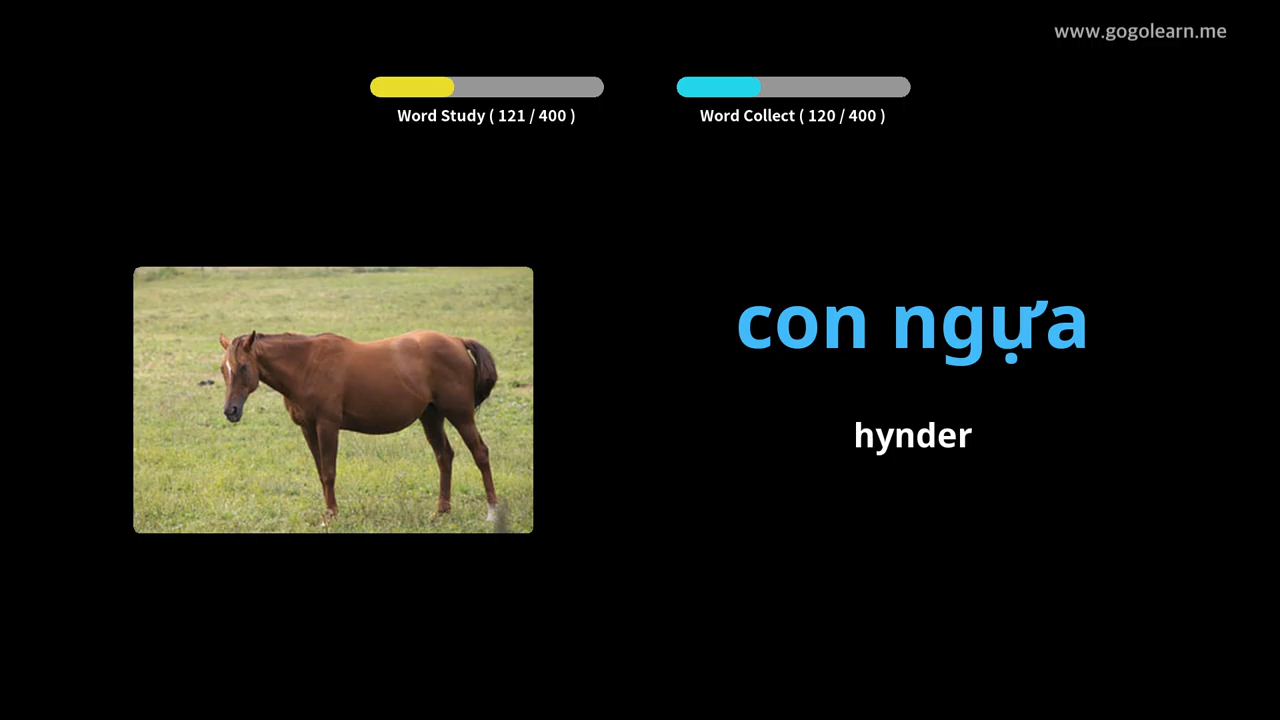 www.gogolearn.me
Word Study ( 121 / 400 )
Word Collect ( 120 / 400 )
con ngựa
hynder